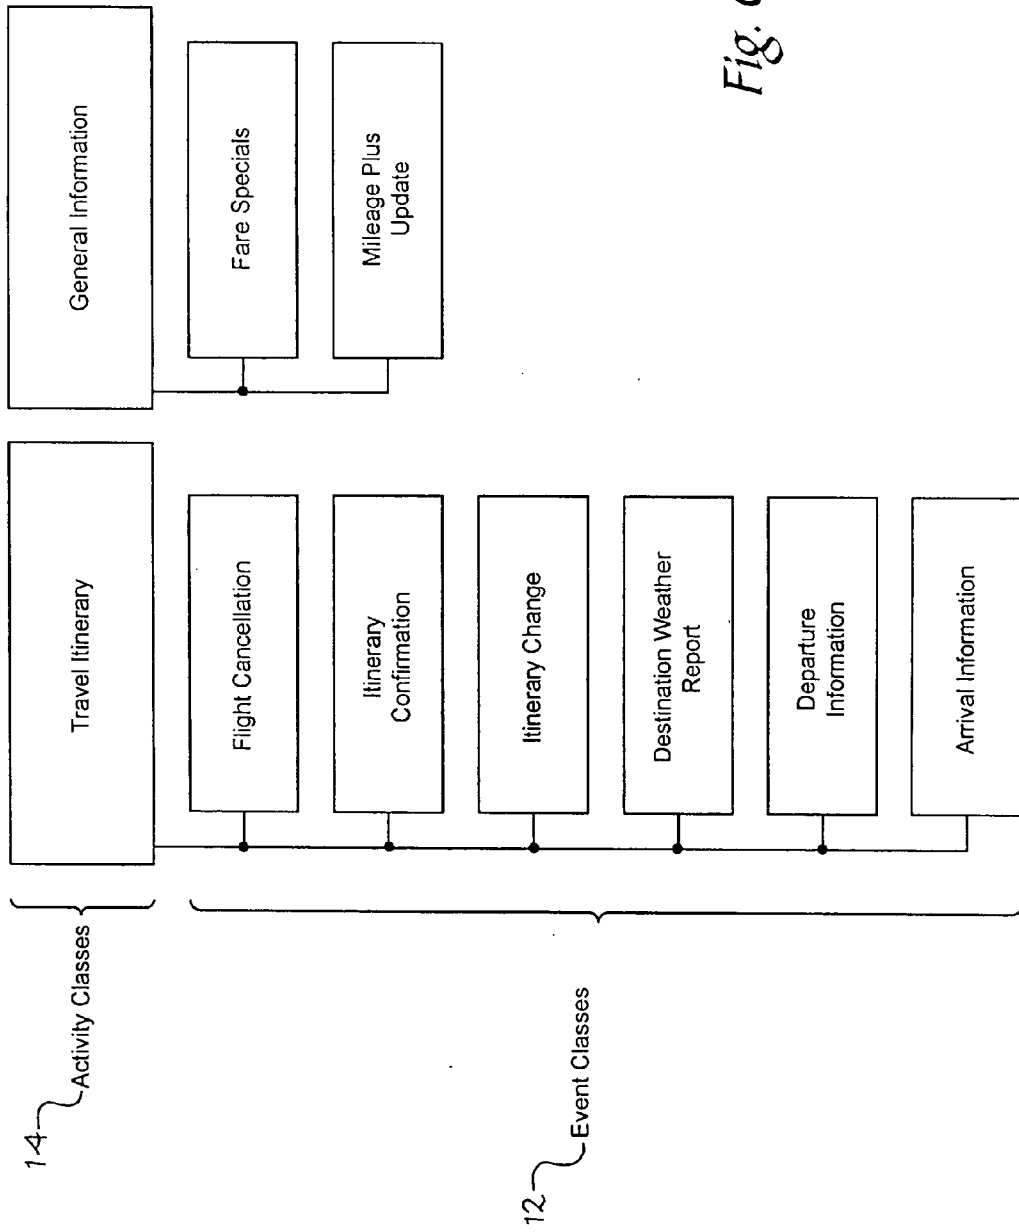 14
Activity Classes
Travel Itinerary
General Information
12
Event Classes
Flight Cancellation
Itinerary
Confirmation
Itinerary Change
Destination Weather
Report
Departure
Information
Arrival Information
Fare Specials
Mileage Plus
Update
Fig.